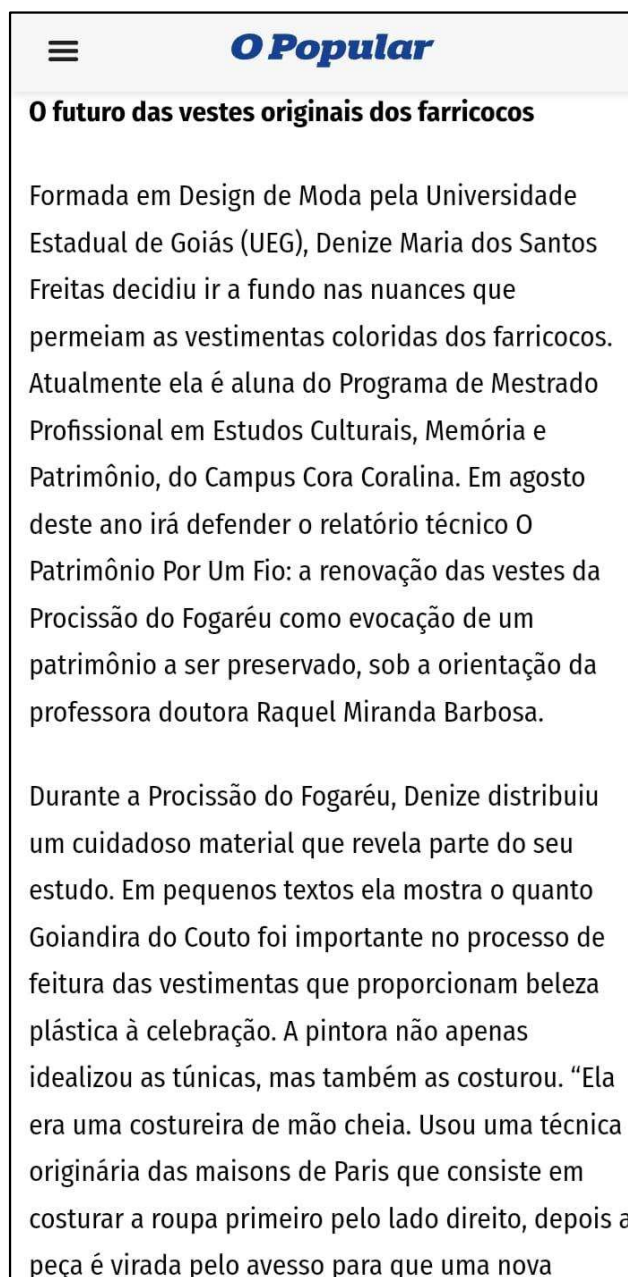 O Popular
O futuro das vestes originais dos farricocos
Formada em Design de Moda pela Universidade
Estadual de Goiás (UEG), Denize Maria dos Santos
Freitas decidiu ir a fundo nas nuances que
permeiam as vestimentas coloridas dos farricocos.
Atualmente ela é aluna do Programa de Mestrado
Profissional em Estudos Culturais, Memória e
Patrimônio, do Campus Cora Coralina. Em agosto
deste ano irá defender o relatório técnico O
Patrimônio Por Um Fio: a renovação das vestes da
Procissão do Fogaréu como evocação de um
patrimônio a ser preservado, sob a orientação da
professora doutora Raquel Miranda Barbosa.
Durante a Procissão do Fogaréu, Denize distribuiu
um cuidadoso material que revela parte do seu
estudo. Em pequenos textos ela mostra o quanto
Goiandira do Couto foi importante no processo de
feitura das vestimentas que proporcionam beleza
plástica à celebração. A pintora não apenas
idealizou as túnicas, mas também as costurou. “Ela
era uma costureira de mão cheia. Usou uma técnica
originária das maisons de Paris que consiste em
costurar a roupa primeiro pelo lado direito, depois a
peça é virada pelo avesso para que uma nova